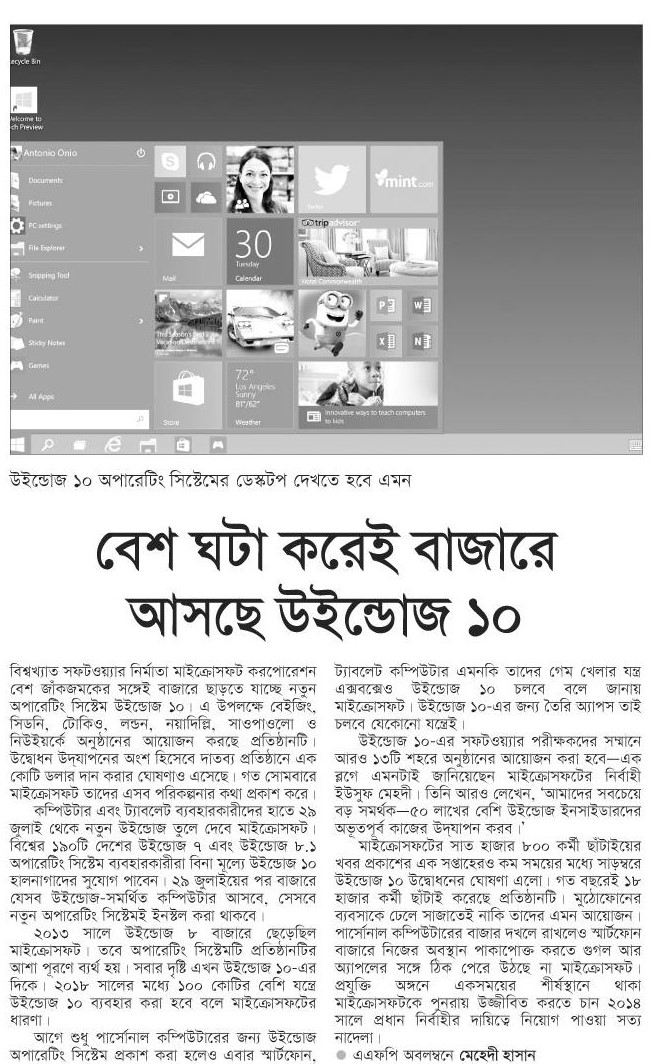 Recycle Bin
Welcome to
Tech Preview
Antonio Onio
Documents
Pictures
PC settings
File Explorer
Snipping Tool
Calculator
Paint
Sticky Notes
Games
All Apps
Mail
30
Tuesday
Calendar
Twitter
mint.com
tripadvisor
Hotel Commonwealth
This Season's Best
Vacation Destinations
Store
72°
Los Angeles
Sunny
81°/62°
Weather
Innovative ways to teach computers
to kids
উইন্ডোজ ১০ অপারেটিং সিস্টেমের ডেস্কটপ দেখতে হবে এমন
বেশ ঘটা করেই বাজারে
আসছে উইন্ডোজ ১০
বিশ্বখ্যাত সফটওয়্যার নির্মাতা মাইক্রোসফট করপোরেশন
বেশ জাঁকজমকের সঙ্গেই বাজারে ছাড়তে যাচ্ছে নতুন
অপারেটিং সিস্টেম উইন্ডোজ ১০। এ উপলক্ষে বেইজিং,
সিডনি, টোকিও, লন্ডন, নয়াদিল্লি, সাওপাওলো ও
নিউইয়র্কে অনুষ্ঠানের আয়োজন করছে প্রতিষ্ঠানটি।
উদ্বোধন উদ্‌যাপনের অংশ হিসেবে দাতব্য প্রতিষ্ঠানে এক
কোটি ডলার দান করার ঘোষণাও এসেছে। গত সোমবারে
মাইক্রোসফট তাদের এসব পরিকল্পনার কথা প্রকাশ করে।
কম্পিউটার এবং ট্যাবলেট ব্যবহারকারীদের হাতে ২৯
জুলাই থেকে নতুন উইন্ডোজ তুলে দেবে মাইক্রোসফট।
বিশ্বের ১৯০টি দেশের উইন্ডোজ ৭ এবং উইন্ডোজ ৮.১
অপারেটিং সিস্টেম ব্যবহারকারীরা বিনা মূল্যে উইন্ডোজ ১০
হালনাগাদের সুযোগ পাবেন। ২৯ জুলাইয়ের পর বাজারে
যেসব উইন্ডোজ-সমর্থিত কম্পিউটার আসবে, সেসবে
নতুন অপারেটিং সিস্টেমই ইনস্টল করা থাকবে।
২০১৩ সালে উইন্ডোজ ৮ বাজারে ছেড়েছিল
মাইক্রোসফট। তবে অপারেটিং সিস্টেমটি প্রতিষ্ঠানটির
আশা পূরণে ব্যর্থ হয়। সবার দৃষ্টি এখন উইন্ডোজ ১০-এর
দিকে। ২০১৮ সালের মধ্যে ১০০ কোটির বেশি যন্ত্রে
উইন্ডোজ ১০ ব্যবহার করা হবে বলে মাইক্রোসফটের
ধারণা।
আগে শুধু পার্সোনাল কম্পিউটারের জন্য উইন্ডোজ
অপারেটিং সিস্টেম প্রকাশ করা হলেও এবার স্মার্টফোন,
ট্যাবলেট কম্পিউটার এমনকি তাদের গেম খেলার যন্ত্র
এক্সবক্সেও উইন্ডোজ ১০ চলবে বলে জানায়
মাইক্রোসফট। উইন্ডোজ ১০-এর জন্য তৈরি অ্যাপস তাই
চলবে যেকোনো যন্ত্রেই।
উইন্ডোজ ১০-এর সফটওয়্যার পরীক্ষকদের সম্মানে
আরও ১৩টি শহরে অনুষ্ঠানের আয়োজন করা হবে—এক
ব্লগে এমনটাই জানিয়েছেন মাইক্রোসফটের নির্বাহী
ইউসুফ মেহদী। তিনি আরও লেখেন, ‘আমাদের সবচেয়ে
বড় সমর্থক—৫০ লাখের বেশি উইন্ডোজ ইনসাইডারদের
অভূতপূর্ব কাজের উদ্‌যাপন করব।’
মাইক্রোসফটের সাত হাজার ৮০০ কর্মী ছাঁটাইয়ের
খবর প্রকাশের এক সপ্তাহেরও কম সময়ের মধ্যে সাড়ম্বরে
উইন্ডোজ ১০ উদ্বোধনের ঘোষণা এলো। গত বছরেই ১৮
হাজার কর্মী ছাঁটাই করেছে প্রতিষ্ঠানটি। মুঠোফোনের
ব্যবসাকে ঢেলে সাজাতেই নাকি তাদের এমন আয়োজন।
পার্সোনাল কম্পিউটারের বাজার দখলে রাখলেও স্মার্টফোন
বাজারে নিজের অবস্থান পাকাপোক্ত করতে গুগল আর
অ্যাপলের সঙ্গে ঠিক পেরে উঠছে না মাইক্রোসফট।
প্রযুক্তি অঙ্গনে একসময়ের শীর্ষস্থানে থাকা
মাইক্রোসফটকে পুনরায় উজ্জীবিত করতে চান ২০১৪
সালে প্রধান নির্বাহীর দায়িত্বে নিয়োগ পাওয়া সত্য
নাদেলা।
● এএফপি অবলম্বনে মেহেদী হাসান